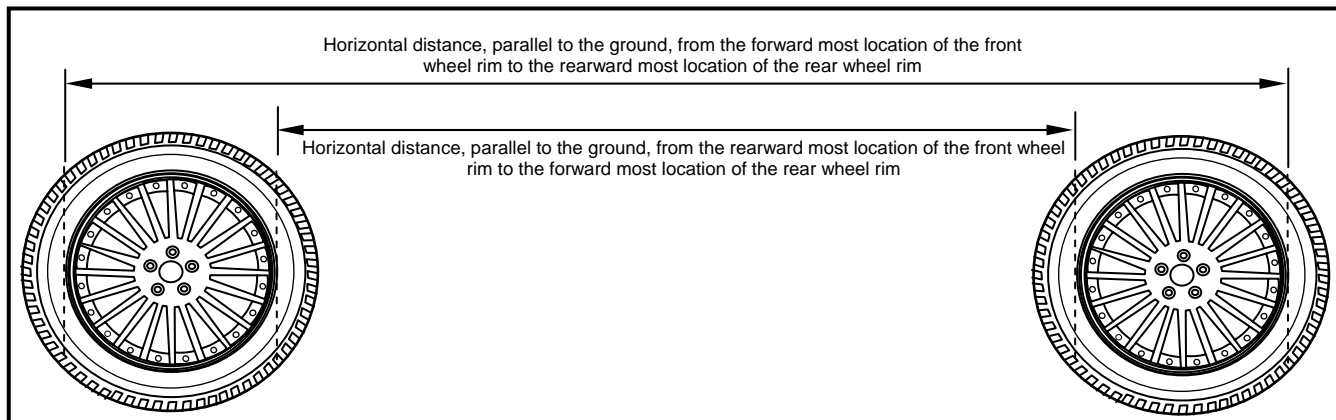 Horizontal distance, parallel to the ground, from the forward most location of the front
wheel rim to the rearward most location of the rear wheel rim
Horizontal distance, parallel to the ground, from the rearward most location of the front wheel
rim to the forward most location of the rear wheel rim